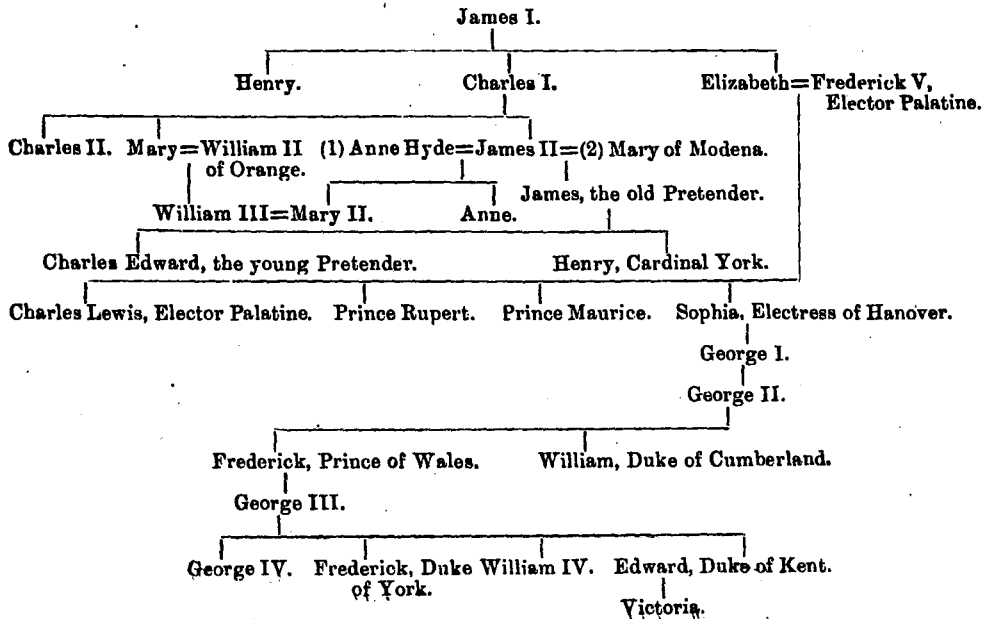 James I.
Henry. Charles I. Elizabeth=Frederick V,
Elector Palatine.
Charles II. Mary=William II (1) Anne Hyde=James II=(2) Mary of Modena.
of Orange.
James, the old Pretender.
William III=Mary II. Anne.
Charles Edward, the young Pretender. Henry, Cardinal York.
Charles Lewis, Elector Palatine. Prince Rupert. Prince Maurice. Sophia, Electress of Hanover.
George I.
George II.
Frederick, Prince of Wales. William, Duke of Cumberland.
George III.
George IV. Frederick, Duke William IV. Edward, Duke of Kent.
of York.
Victoria.